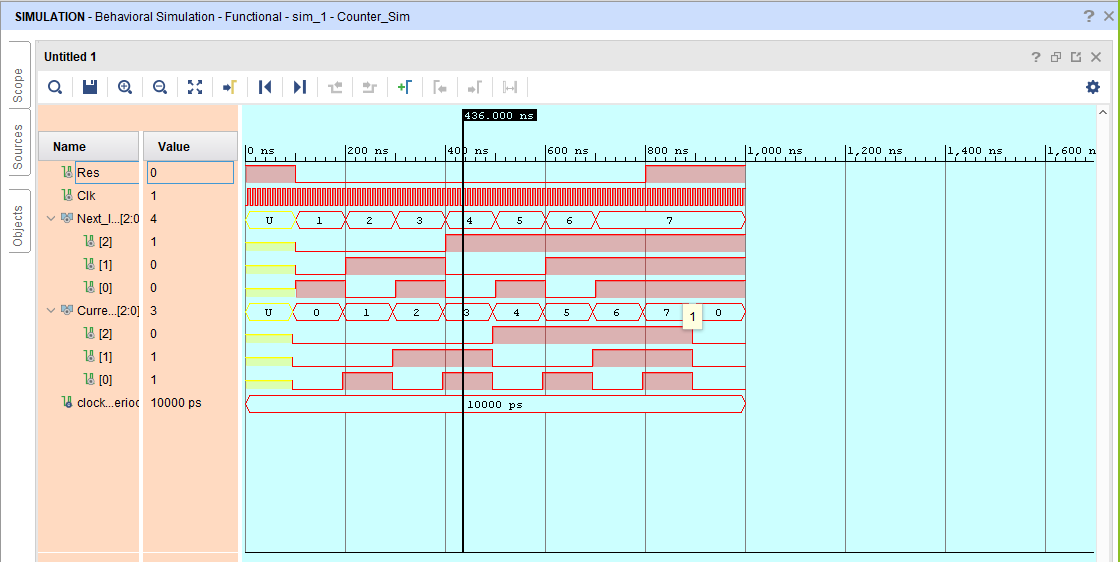 SIMULATION - Behavioral Simulation - Functional - sim_1 - Counter_Sim
? ×
Scope
Sources
Objects
Untitled 1
?
436.000 ns
Name Value
0 ns 200 ns 400 ns 600 ns 800 ns 1,000 ns 1,200 ns 1,400 ns 1,600 n
Res 0
Clk 1
Next_I...[2:0 4 U 1 2 3 4 5 6 7
[2] 1
[1] 0
[0] 0
Curre...[2:0] 3 U 0 1 2 3 4 5 6 7 1 0
[2] 0
[1] 1
[0] 1
clock...erioc 10000 ps 10000 ps